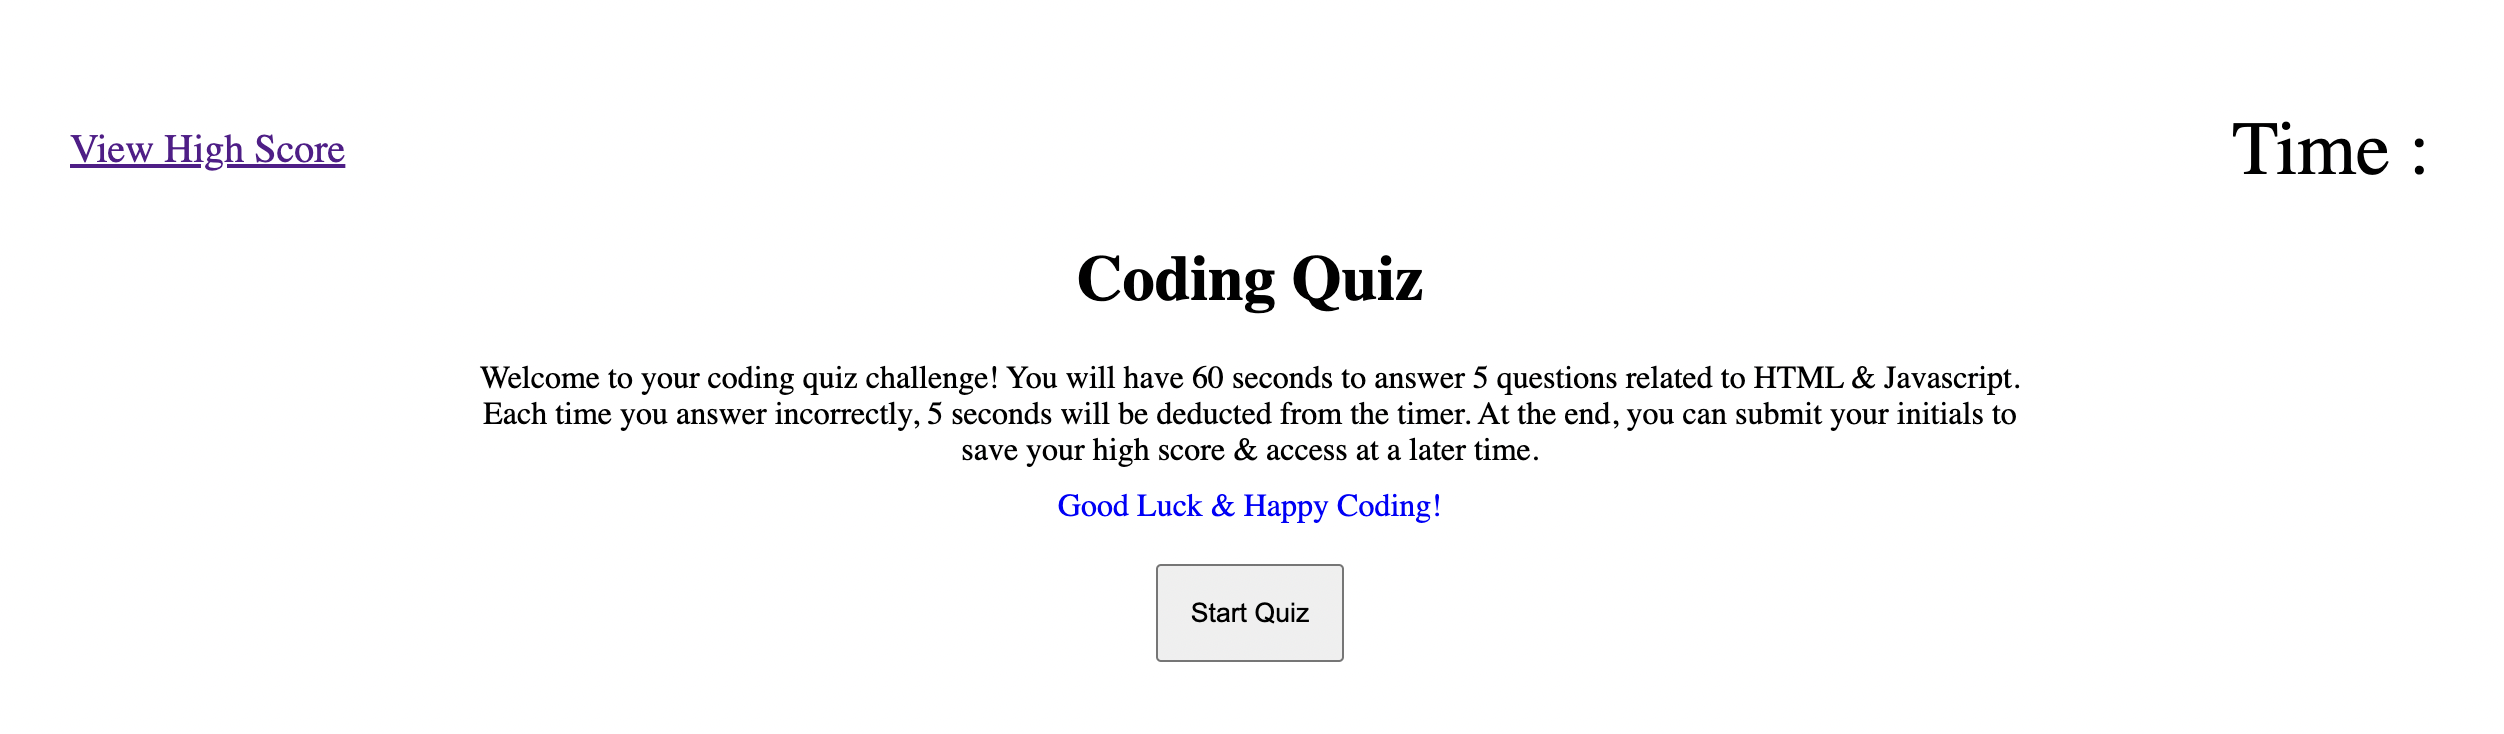 View High Score
Time :
Coding Quiz
Welcome to your coding quiz challenge! You will have 60 seconds to answer 5 questions related to HTML & Javascript.
Each time you answer incorrectly, 5 seconds will be deducted from the timer. At the end, you can submit your initials to
save your high score & access at a later time.
Good Luck & Happy Coding!
Start Quiz